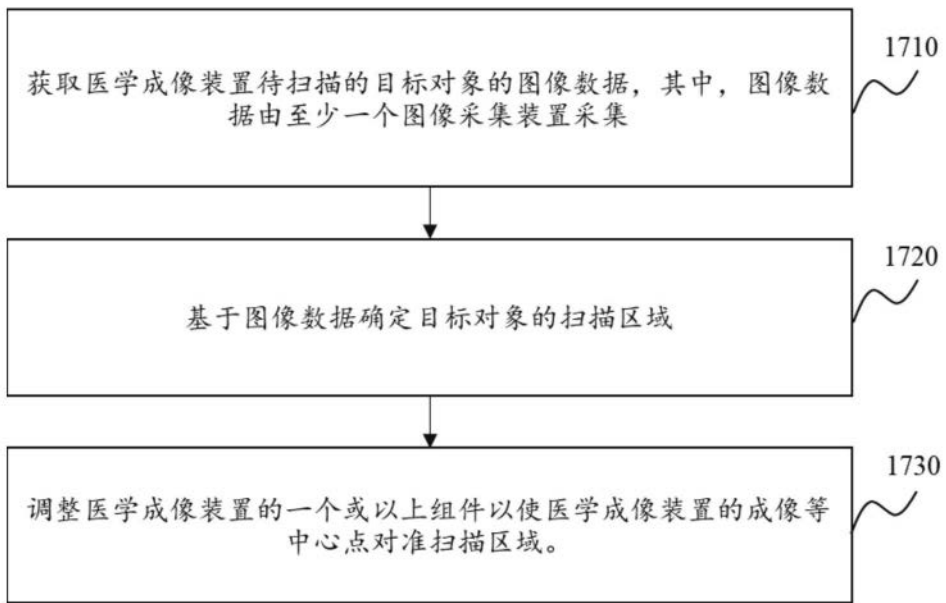 1710
获取医学成像装置待扫描的目标对象的图像数据，其中，图像数
据由至少一个图像采集装置采集
1720
基于图像数据确定目标对象的扫描区域
1730
调整医学成像装置的一个或以上组件以使医学成像装置的成像等
中心点对准扫描区域。